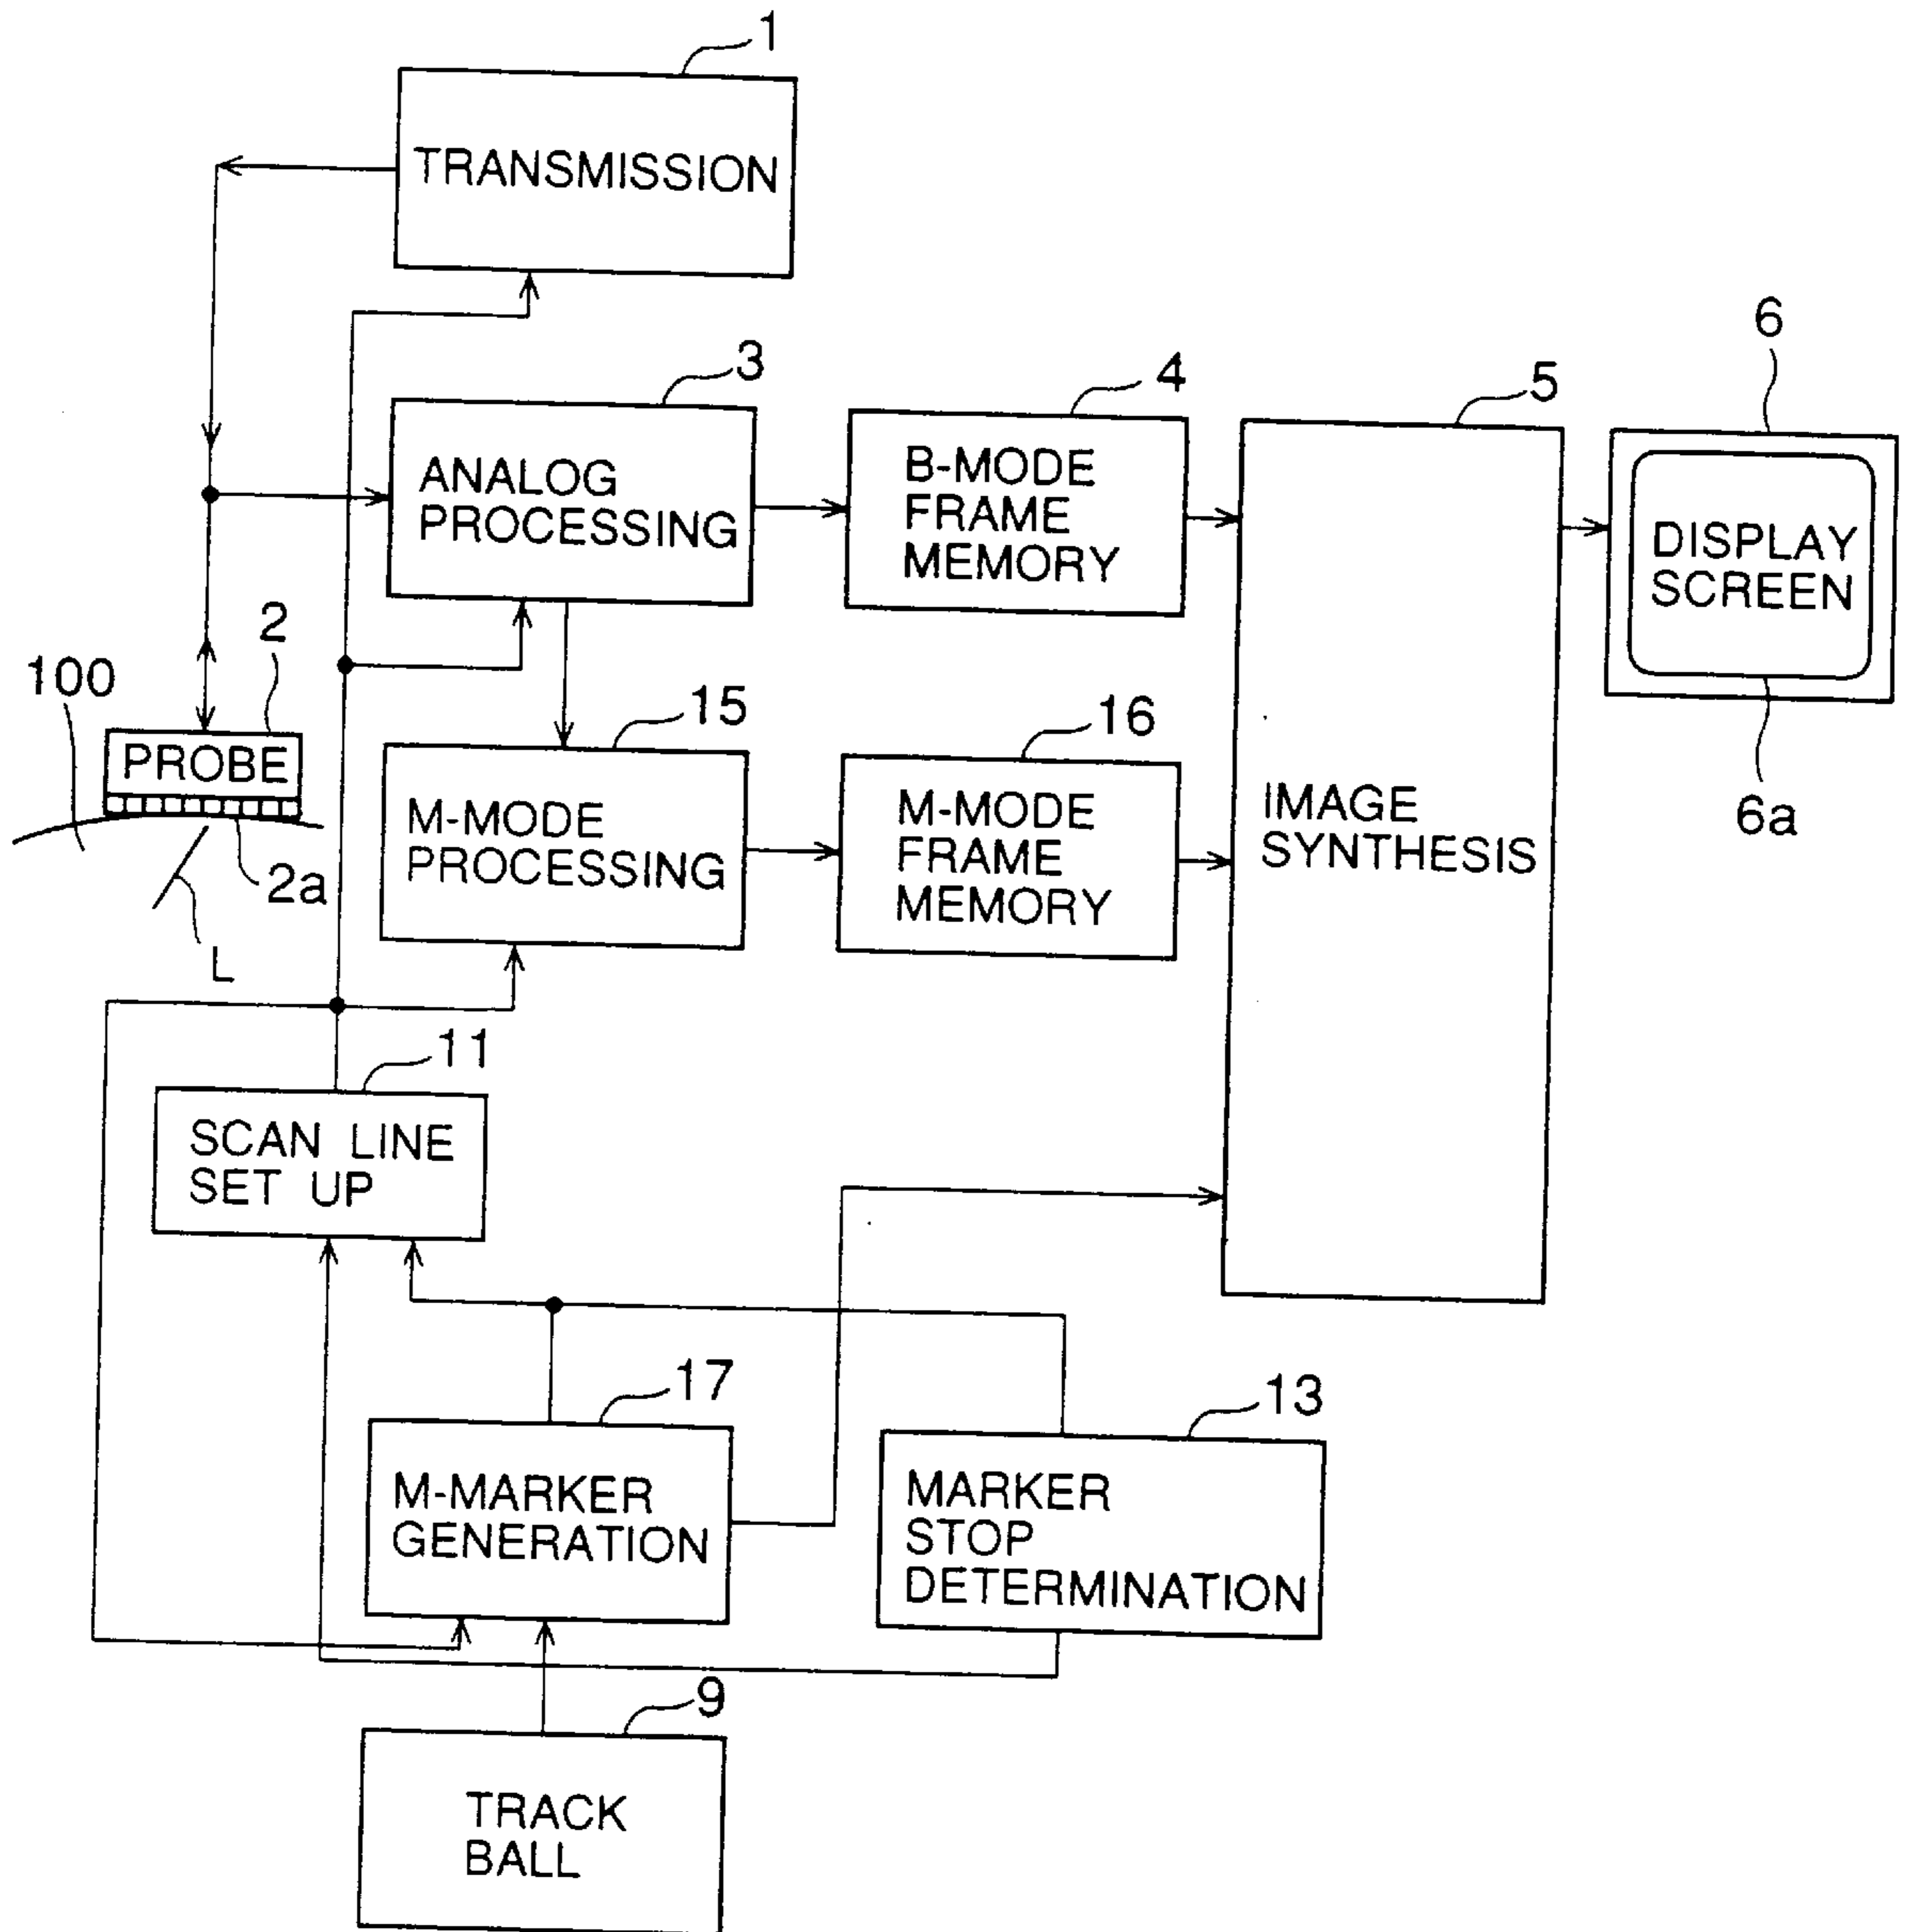 1
TRANSMISSION
3
ANALOG
PROCESSING
4
B-MODE
FRAME
MEMORY
5
IMAGE
SYNTHESIS
6
DISPLAY
SCREEN
6a
100
2
PROBE
2a
L
15
M-MODE
PROCESSING
16
M-MODE
FRAME
MEMORY
11
SCAN LINE
SET UP
17
M-MARKER
GENERATION
13
MARKER
STOP
DETERMINATION
9
TRACK
BALL